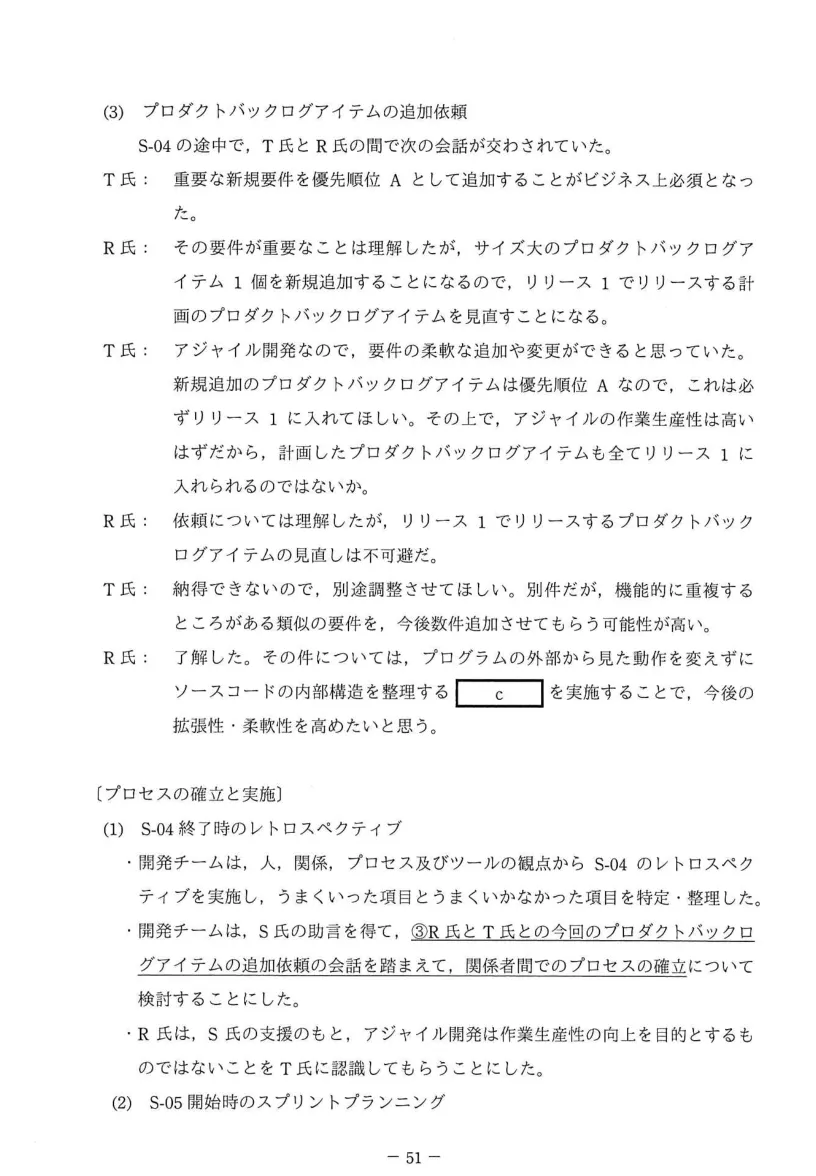 (3) プロダクトバックログアイテムの追加依頼
S-04 の途中で，T 氏と R 氏の間で次の会話が交わされていた。
T 氏： 重要な新規要件を優先順位 A として追加することがビジネス上必須となっ
た。
R 氏： その要件が重要なことは理解したが，サイズ大のプロダクトバックログア
イテム 1 個を新規追加することになるので，リリース 1 でリリースする計
画のプロダクトバックログアイテムを見直すことになる。
T 氏： アジャイル開発なので，要件の柔軟な追加や変更ができると思っていた。
新規追加のプロダクトバックログアイテムは優先順位 A なので，これは必
ずリリース 1 に入れてほしい。その上で，アジャイルの作業生産性は高い
はずだから，計画したプロダクトバックログアイテムも全てリリース 1 に
入れられるのではないか。
R 氏： 依頼については理解したが，リリース 1 でリリースするプロダクトバック
ログアイテムの見直しは不可避だ。
T 氏： 納得できないので，別途調整させてほしい。別件だが，機能的に重複する
ところがある類似の要件を，今後数件追加させてもらう可能性が高い。
R 氏： 了解した。その件については，プログラムの外部から見た動作を変えずに
ソースコードの内部構造を整理する c を実施することで，今後の
拡張性・柔軟性を高めたいと思う。
〔プロセスの確立と実施〕
(1) S-04 終了時のレトロスペクティブ
・開発チームは，人，関係，プロセス及びツールの観点から S-04 のレトロスペク
ティブを実施し，うまくいった項目とうまくいかなかった項目を特定・整理した。
・開発チームは，S 氏の助言を得て，③R 氏と T 氏との今回のプロダクトバックロ
グアイテムの追加依頼の会話を踏まえて，関係者間でのプロセスの確立について
検討することにした。
・R 氏は，S 氏の支援のもと，アジャイル開発は作業生産性の向上を目的とするも
のではないことを T 氏に認識してもらうことにした。
(2) S-05 開始時のスプリントプランニング
－ 51 －